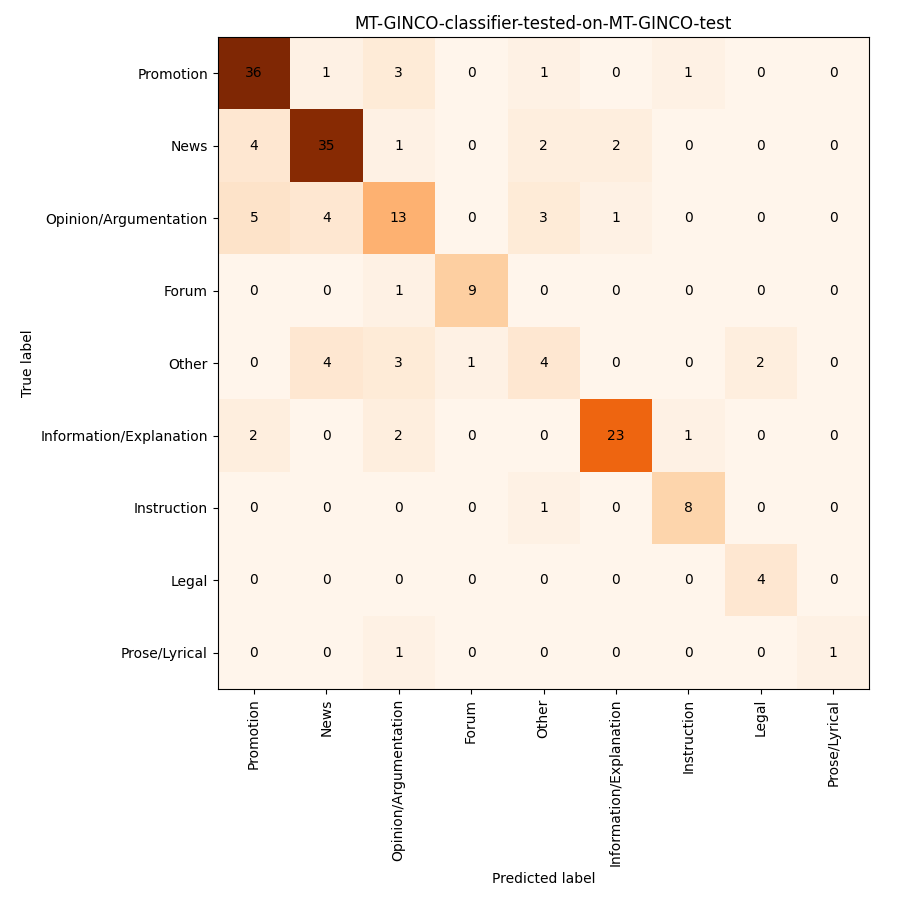 MT-GINCO-classifier-tested-on-MT-GINCO-test
Promotion 36 1 3 0 1 0 1 0 0
News 4 35 1 0 2 2 0 0 0
Opinion/Argumentation 5 4 13 0 3 1 0 0 0
Forum 0 0 1 9 0 0 0 0 0
True label
Other 0 4 3 1 4 0 0 2 0
Information/Explanation 2 0 2 0 0 23 1 0 0
Instruction 0 0 0 0 1 0 8 0 0
Legal 0 0 0 0 0 0 0 4 0
Prose/Lyrical 0 0 1 0 0 0 0 0 1
Promotion
News
Opinion/Argumentation
Forum
Other
Information/Explanation
Instruction
Legal
Prose/Lyrical
Predicted label